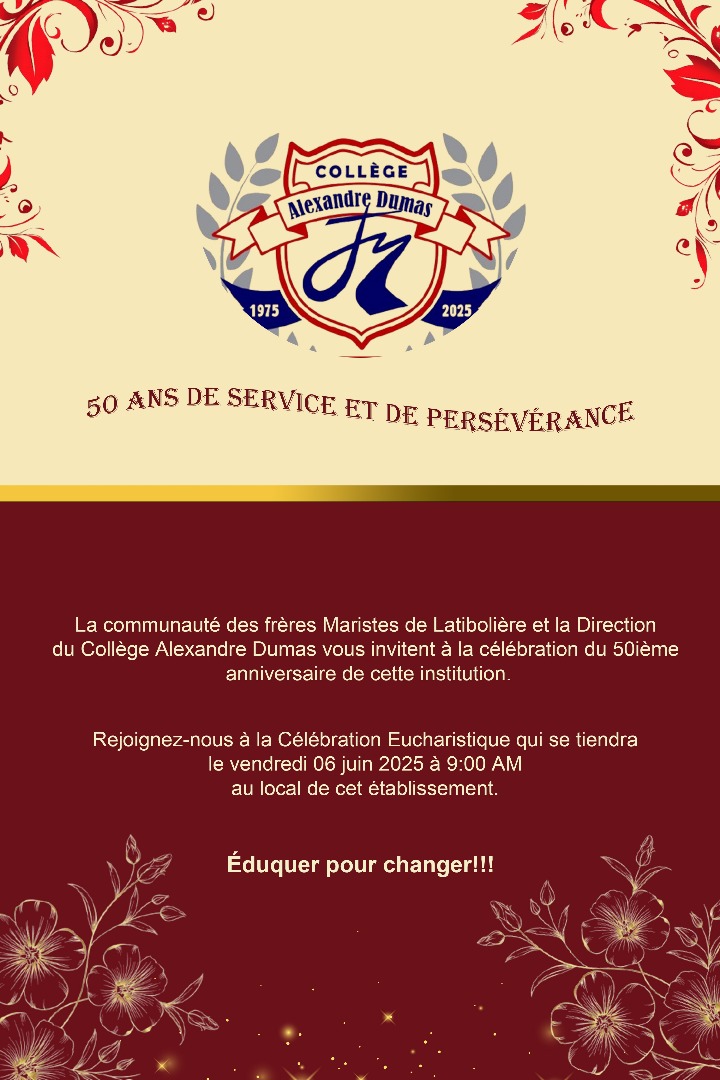 COLLÈGE
Alexandre Dumas
1975
2025
50 ANS DE SERVICE ET DE PERSÉVÉRANCE
La communauté des frères Maristes de Latibolière et la Direction
du Collège Alexandre Dumas vous invitent à la célébration du 50ième
anniversaire de cette institution.
Rejoignez-nous à la Célébration Eucharistique qui se tiendra
le vendredi 06 juin 2025 à 9:00 AM
au local de cet établissement.
Éduquer pour changer!!!